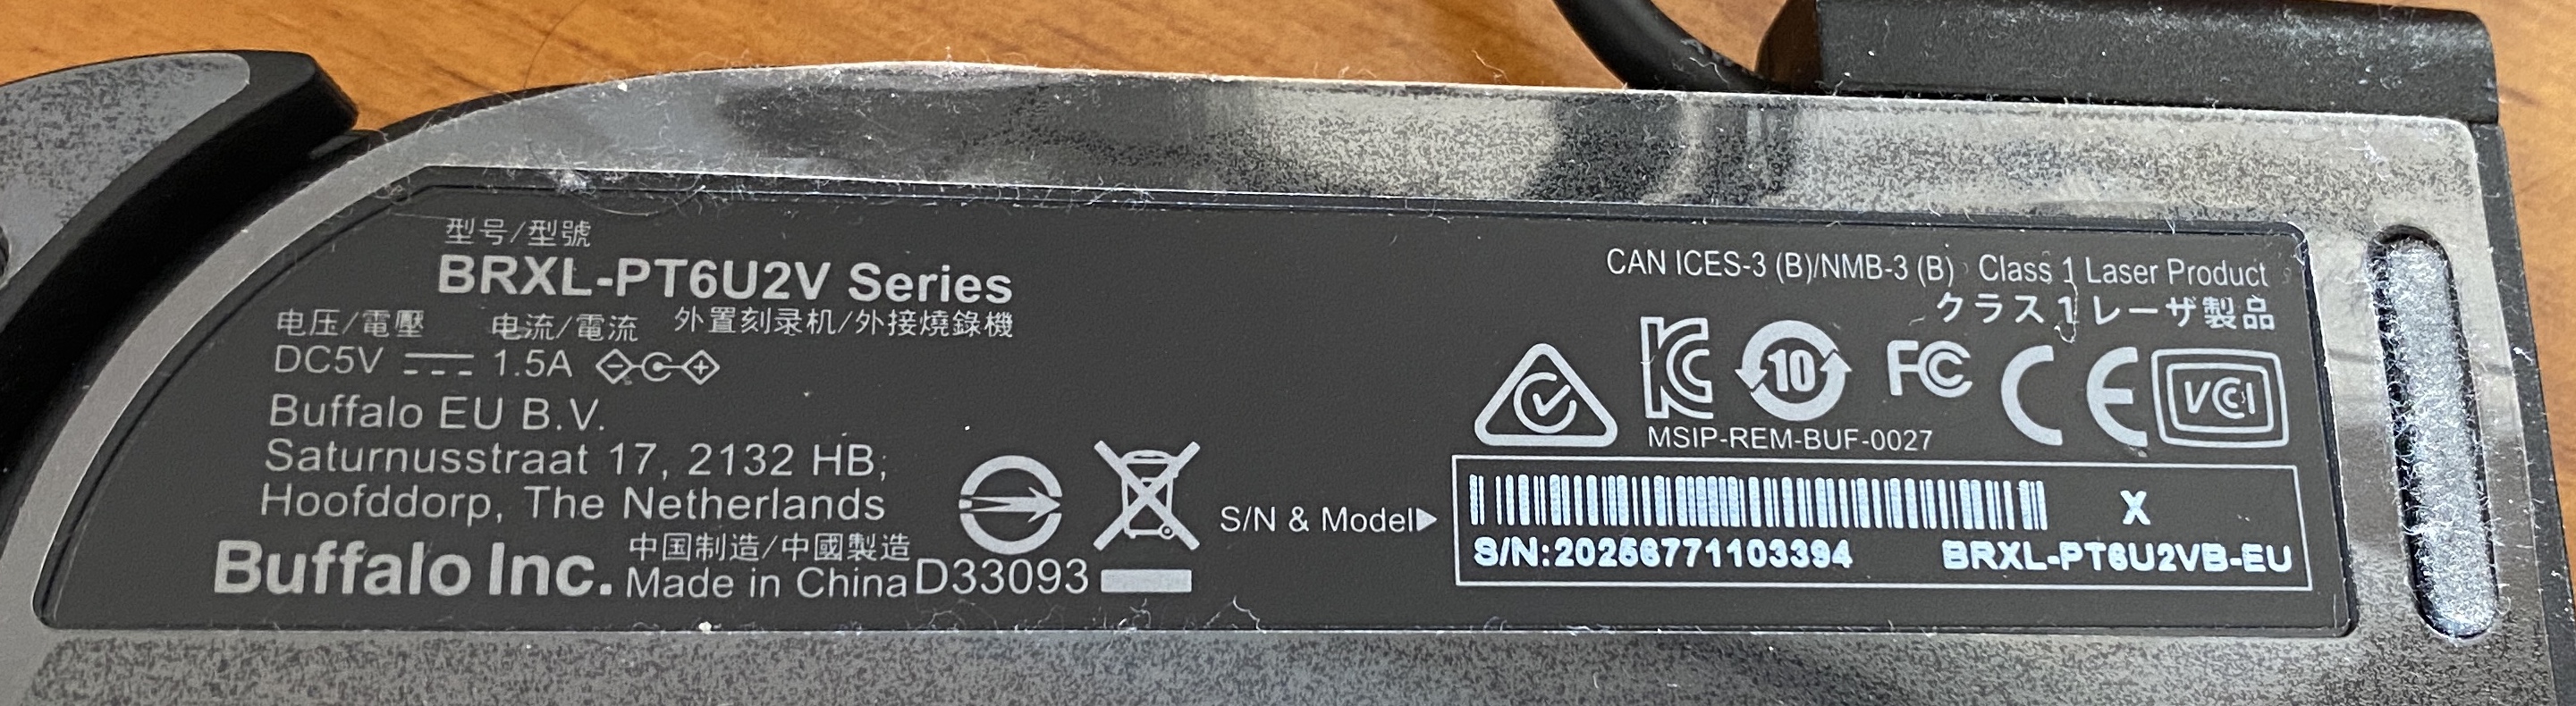 型号/型號
BRXL-PT6U2V Series
电压/電壓 电流/電流 外置刻录机/外接燒錄機
DC5V 1.5A
Buffalo EU B.V.
Saturnusstraat 17, 2132 HB,
Hoofddorp, The Netherlands
中国制造/中國製造
Buffalo Inc. Made in China D33093
CAN ICES-3 (B)/NMB-3 (B) Class 1 Laser Product
クラス1レーザ製品
10 FC CE VCCI
MSIP-REM-BUF-0027
S/N & Model
X
S/N:20256771103394 BRXL-PT6U2VB-EU